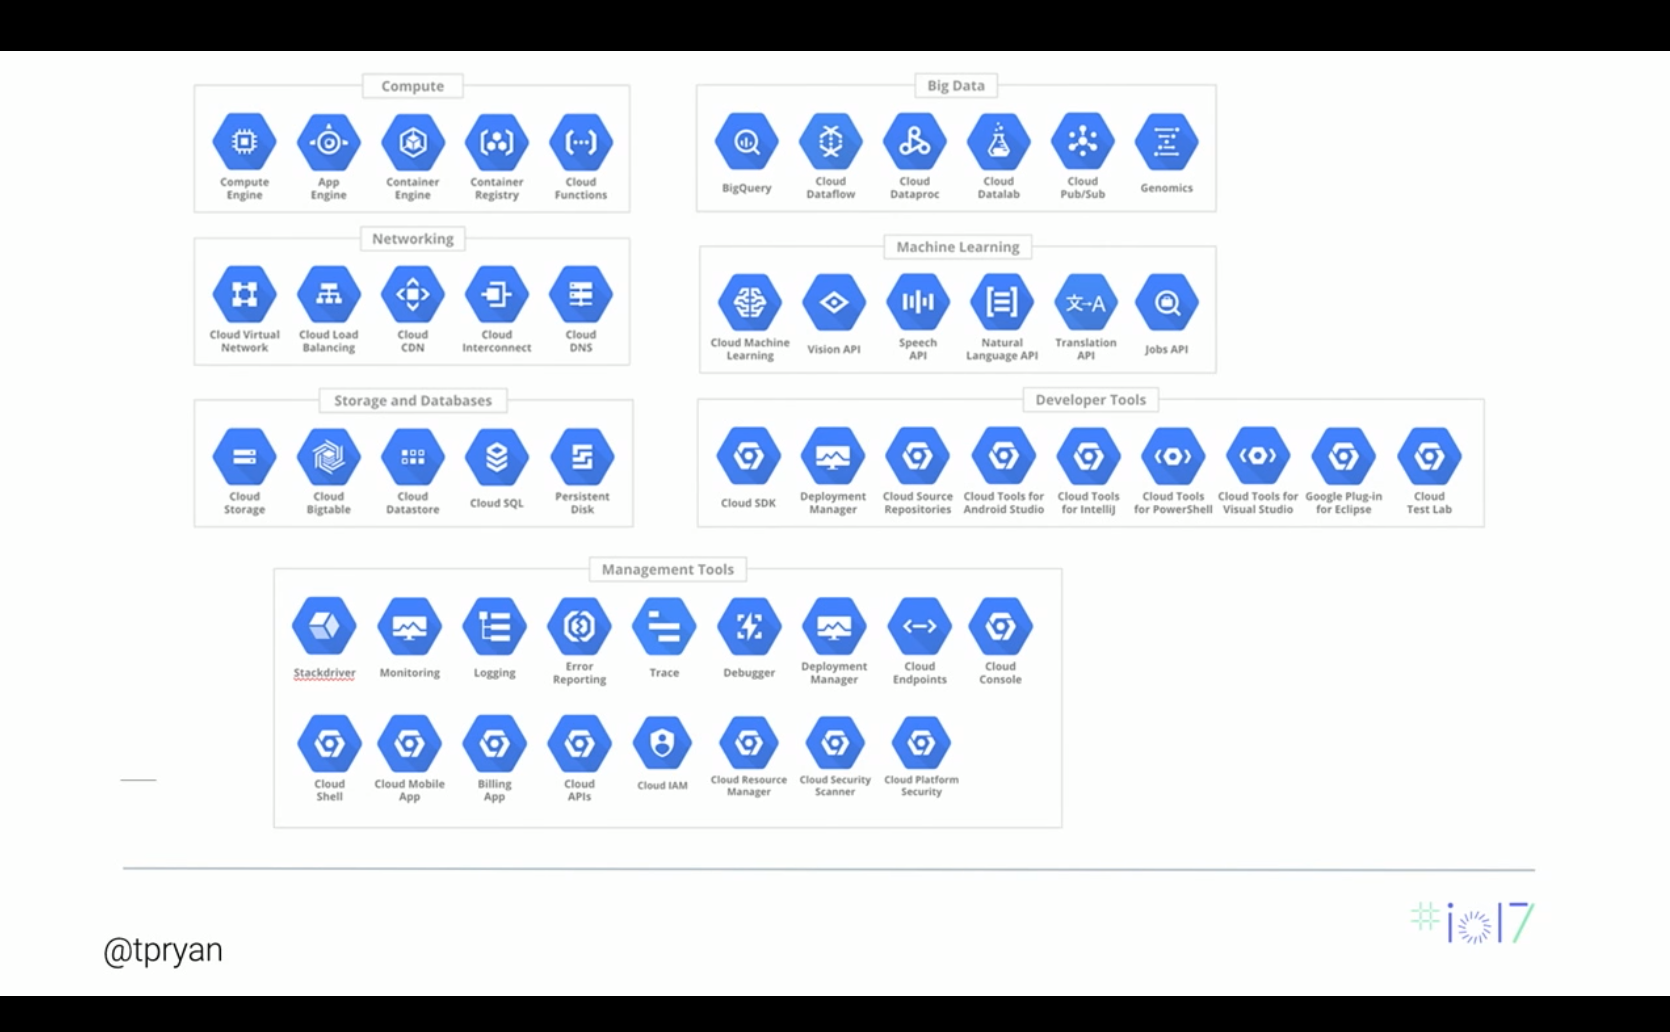 Compute
Compute Engine
App Engine
Container Engine
Container Registry
Cloud Functions
Big Data
BigQuery
Cloud Dataflow
Cloud Dataproc
Cloud Datalab
Cloud Pub/Sub
Genomics
Networking
Cloud Virtual Network
Cloud Load Balancing
Cloud CDN
Cloud Interconnect
Cloud DNS
Machine Learning
文→A
Cloud Machine Learning
Vision API
Speech API
Natural Language API
Translation API
Jobs API
Storage and Databases
Cloud Storage
Cloud Bigtable
Cloud Datastore
Cloud SQL
Persistent Disk
Developer Tools
Cloud SDK
Deployment Manager
Cloud Source Repositories
Cloud Tools for Android Studio
Cloud Tools for IntelliJ
Cloud Tools for PowerShell
Cloud Tools for Visual Studio
Google Plug-in for Eclipse
Cloud Test Lab
Management Tools
Stackdriver
Monitoring
Logging
Error Reporting
Trace
Debugger
Deployment Manager
Cloud Endpoints
Cloud Console
Cloud Shell
Cloud Mobile App
Billing App
Cloud APIs
Cloud IAM
Cloud Resource Manager
Cloud Security Scanner
Cloud Platform Security
@tpryan
#io17